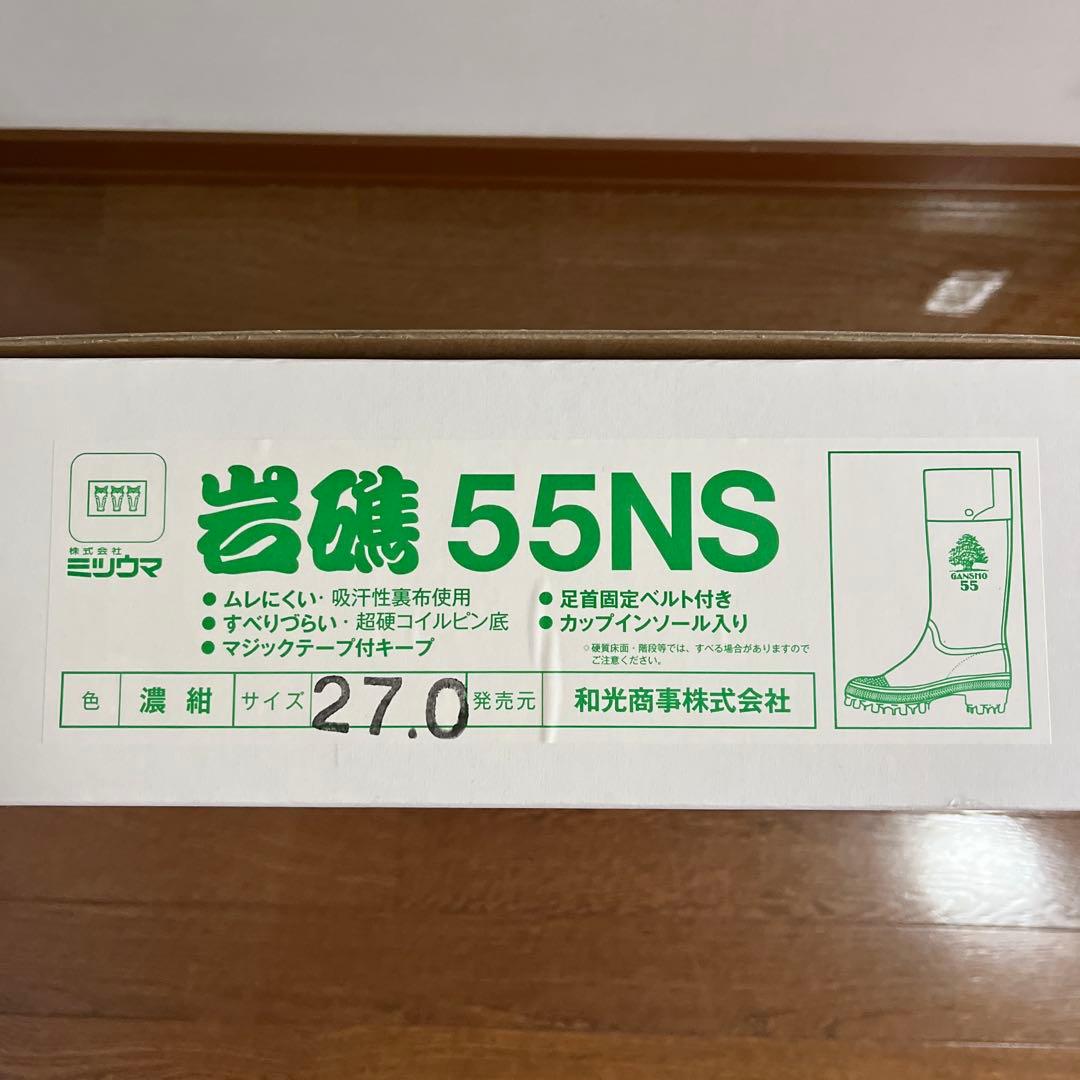 株式会社
ミツウマ
岩礁 55NS
● ムレにくい・吸汗性裏布使用
● すべりづらい・超硬コイルピン底
● マジックテープ付キープ
● 足首固定ベルト付き
● カップインソール入り
○硬質床面・階段等では、すべる場合がありますので
ご注意ください。
色 濃紺 サイズ 27.0 発売元 和光商事株式会社
GANSHO
55